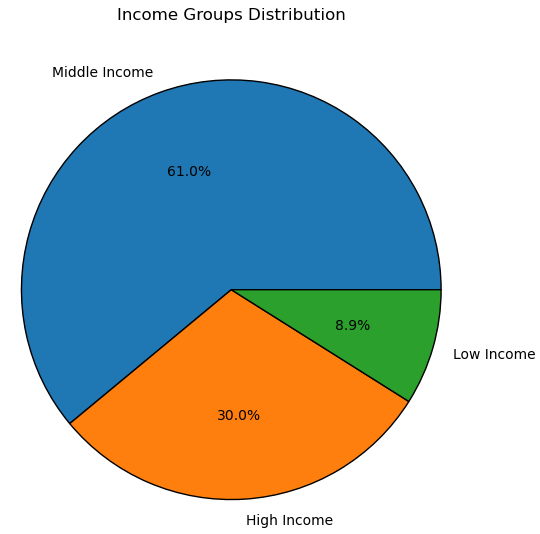 Income Groups Distribution
Middle Income
61.0%
8.9%
Low Income
30.0%
High Income